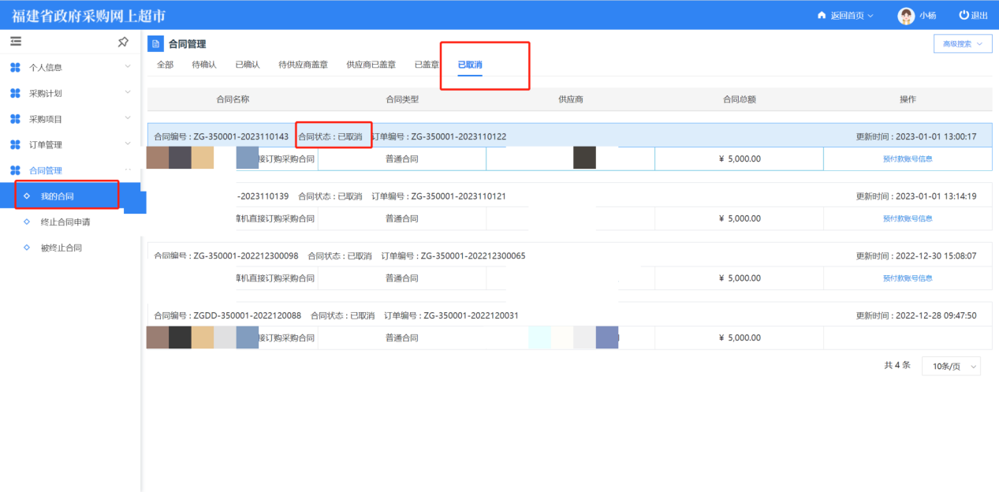 福建省政府采购网上超市
返回首页 小杨 退出
合同管理
高级搜索
个人信息
采购计划
采购项目
订单管理
合同管理
我的合同
终止合同申请
被终止合同
全部 待确认 已确认 待供应商盖章 供应商已盖章 已盖章 已取消
合同名称 合同类型 供应商 合同总额 操作
合同编号 : ZG-350001-2023110143 合同状态 : 已取消 订单编号 : ZG-350001-2023110122 更新时间 : 2023-01-01 13:00:17
接订购采购合同 普通合同 ¥ 5,000.00 预付款账号信息
-2023110139 合同状态 : 已取消 订单编号 : ZG-350001-2023110121 更新时间 : 2023-01-01 13:14:19
算机直接订购采购合同 普通合同 ¥ 5,000.00 预付款账号信息
合同编号 : ZG-350001-202212300098 合同状态 : 已取消 订单编号 : ZG-350001-202212300065 更新时间 : 2022-12-30 15:08:07
算机直接订购采购合同 普通合同 ¥ 5,000.00 预付款账号信息
合同编号 : ZGDD-350001-2022120088 合同状态 : 已取消 订单编号 : ZG-350001-2022120031 更新时间 : 2022-12-28 09:47:50
接订购采购合同 普通合同 ¥ 5,000.00
共 4 条 10条/页